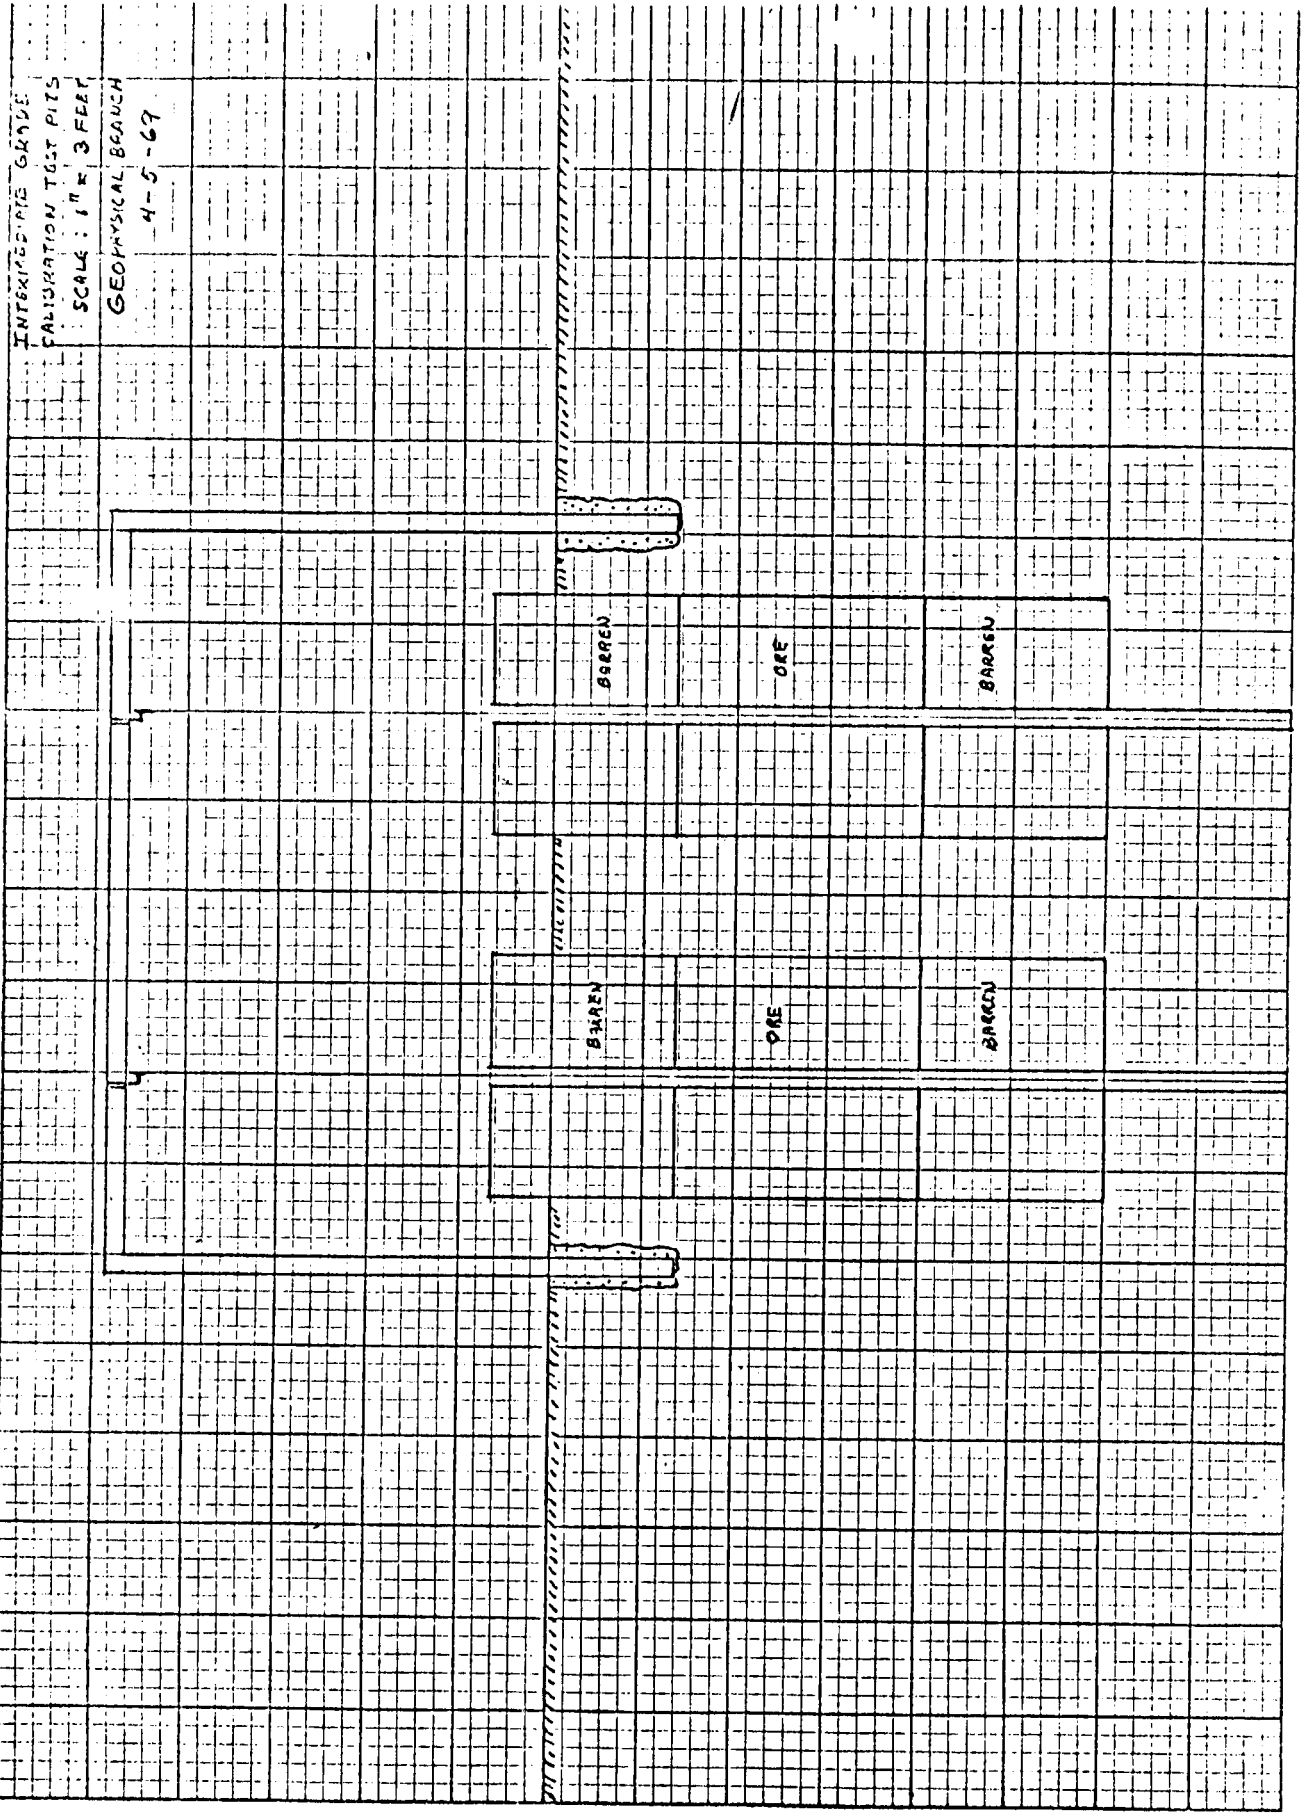 INTERMEDIATE GRADE
CALIBRATION TEST PITS
SCALE: 1" = 3 FEET
GEOPHYSICAL BRANCH
4-5-67
BARREN
ORE
BARREN
BARREN
ORE
BARREN